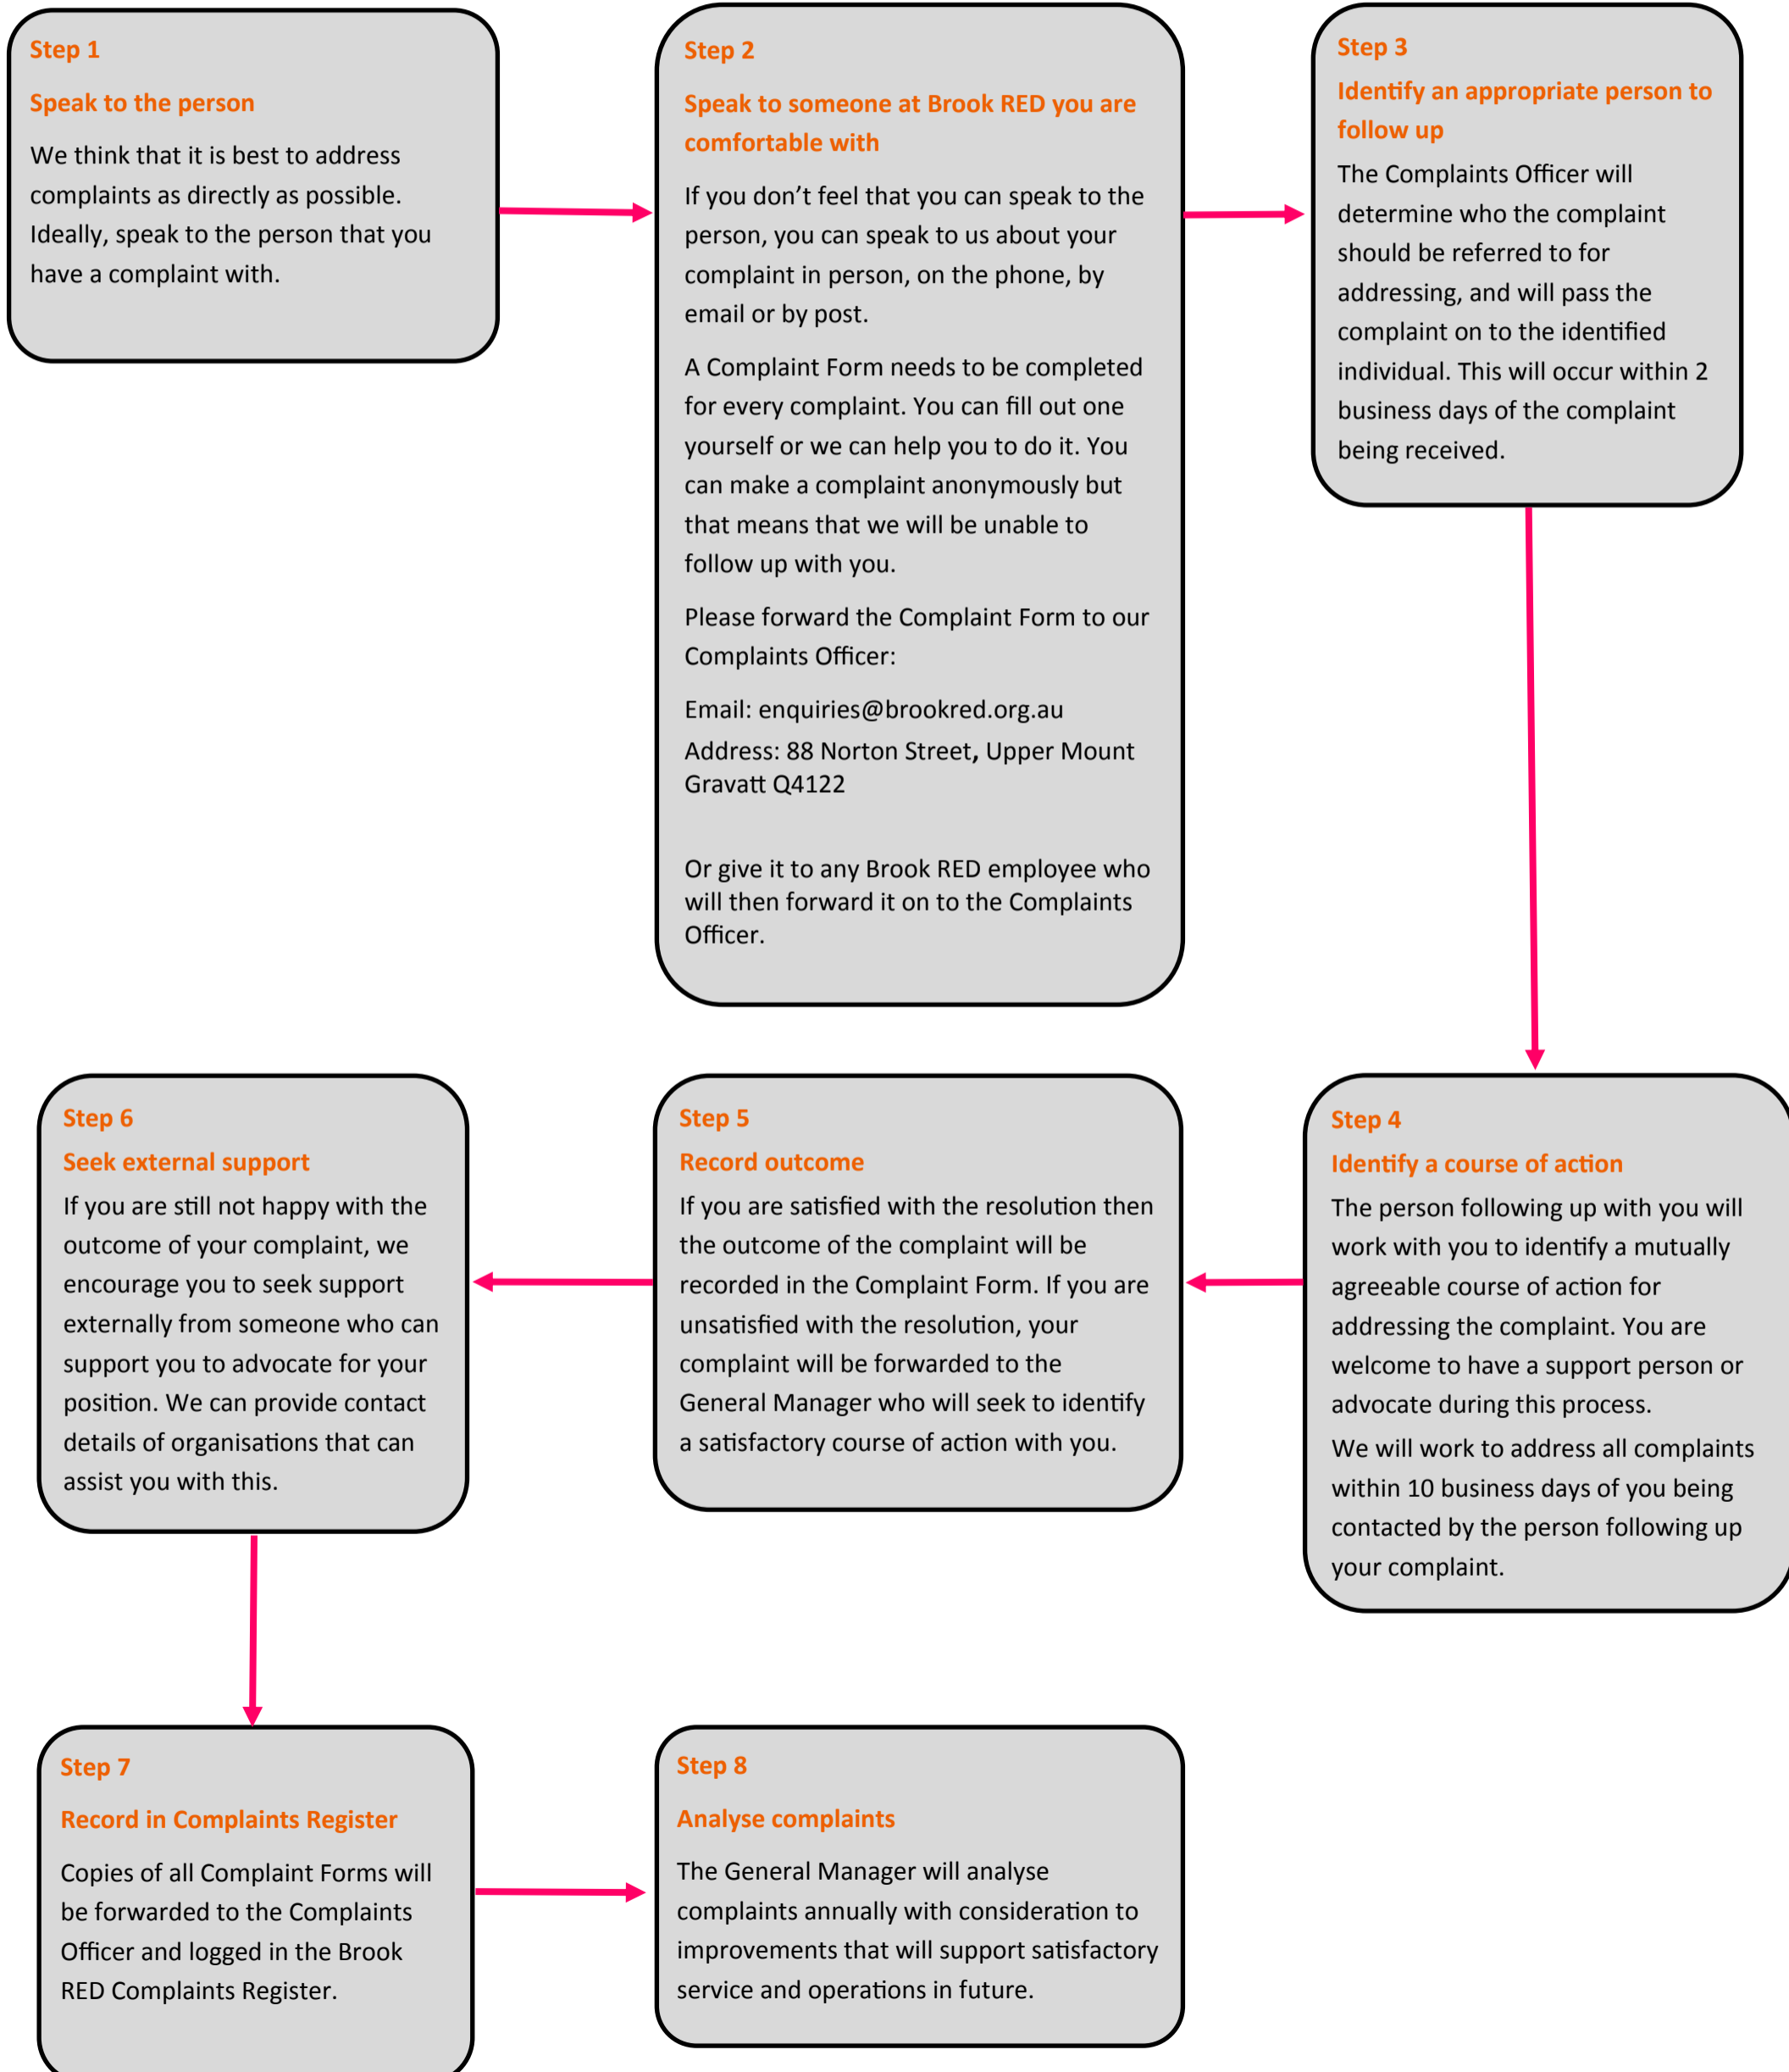 Step 1
Speak to the person
We think that it is best to address
complaints as directly as possible.
Ideally, speak to the person that you
have a complaint with.
Step 2
Speak to someone at Brook RED you are
comfortable with
If you don’t feel that you can speak to the
person, you can speak to us about your
complaint in person, on the phone, by
email or by post.
A Complaint Form needs to be completed
for every complaint. You can fill out one
yourself or we can help you to do it. You
can make a complaint anonymously but
that means that we will be unable to
follow up with you.
Please forward the Complaint Form to our
Complaints Officer:
Email: enquiries@brookred.org.au
Address: 88 Norton Street, Upper Mount
Gravatt Q4122
Or give it to any Brook RED employee who
will then forward it on to the Complaints
Officer.
Step 3
Identify an appropriate person to
follow up
The Complaints Officer will
determine who the complaint
should be referred to for
addressing, and will pass the
complaint on to the identified
individual. This will occur within 2
business days of the complaint
being received.
Step 4
Identify a course of action
The person following up with you will
work with you to identify a mutually
agreeable course of action for
addressing the complaint. You are
welcome to have a support person or
advocate during this process.
We will work to address all complaints
within 10 business days of you being
contacted by the person following up
your complaint.
Step 5
Record outcome
If you are satisfied with the resolution then
the outcome of the complaint will be
recorded in the Complaint Form. If you are
unsatisfied with the resolution, your
complaint will be forwarded to the
General Manager who will seek to identify
a satisfactory course of action with you.
Step 6
Seek external support
If you are still not happy with the
outcome of your complaint, we
encourage you to seek support
externally from someone who can
support you to advocate for your
position. We can provide contact
details of organisations that can
assist you with this.
Step 7
Record in Complaints Register
Copies of all Complaint Forms will
be forwarded to the Complaints
Officer and logged in the Brook
RED Complaints Register.
Step 8
Analyse complaints
The General Manager will analyse
complaints annually with consideration to
improvements that will support satisfactory
service and operations in future.